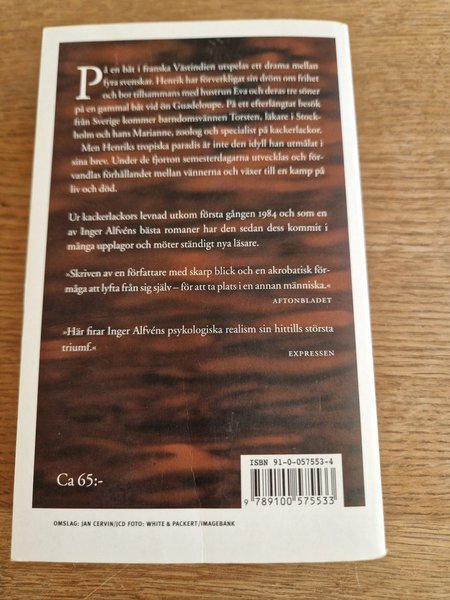 På en båt i franska Västindien utspelas ett drama mellan
fyra svenskar. Henrik har förverkligat sin dröm om frihet
och bor tillsammans med hustrun Eva och deras tre söner
på en gammal båt vid ön Guadeloupe. På ett efterlängtat besök
från Sverige kommer barndomsvännen Torsten, läkare i Stock-
holm och hans Marianne, zoolog och specialist på kackerlackor.
Men Henriks tropiska paradis är inte den idyll han utmålat i
sina brev. Under de fjorton semesterdagarna utvecklas och för-
vandlas förhållandet mellan vännerna och växer till en kamp på
liv och död.
Ur kackerlackors levnad utkom första gången 1984 och som en
av Inger Alfvéns bästa romaner har den sedan dess kommit i
många upplagor och möter ständigt nya läsare.
»Skriven av en författare med skarp blick och en akrobatisk för-
måga att lyfta från sig själv – för att ta plats i en annan människa.«
AFTONBLADET
»Här firar Inger Alfvéns psykologiska realism sin hittills största
triumf.«
EXPRESSEN
ISBN 91-0-057553-4
Ca 65:-
9 789100 575533
OMSLAG: JAN CERVIN/JCD FOTO: WHITE & PACKERT/IMAGEBANK